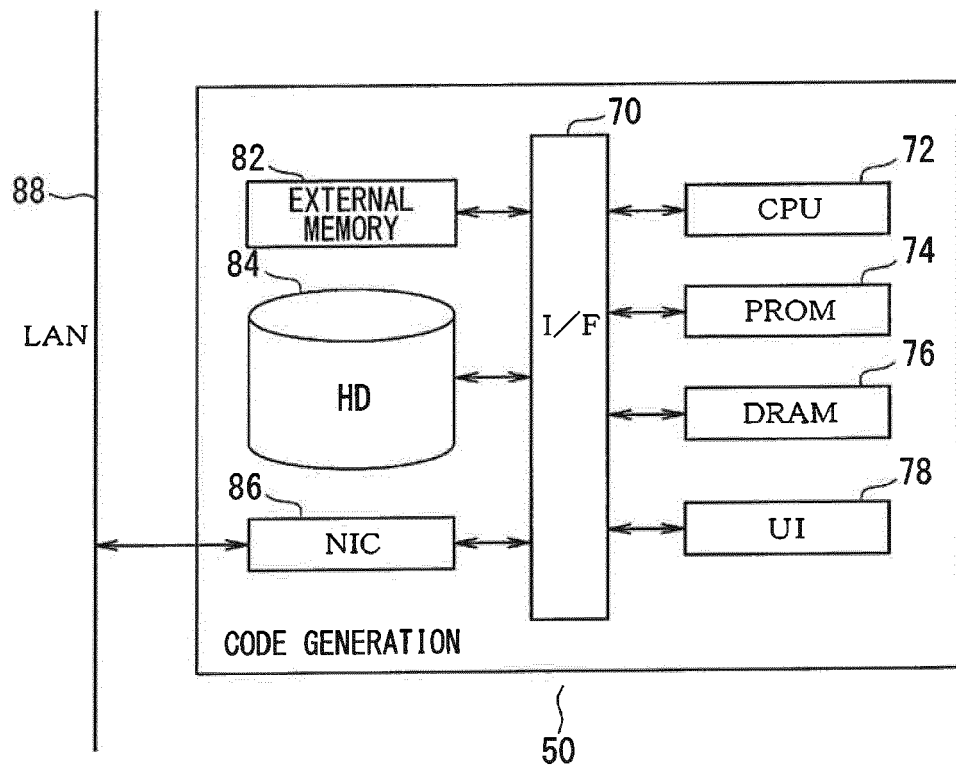 70
82
72
88
EXTERNAL
MEMORY
CPU
84
74
LAN
I/F
PROM
HD
76
DRAM
86
78
NIC
UI
CODE GENERATION
50